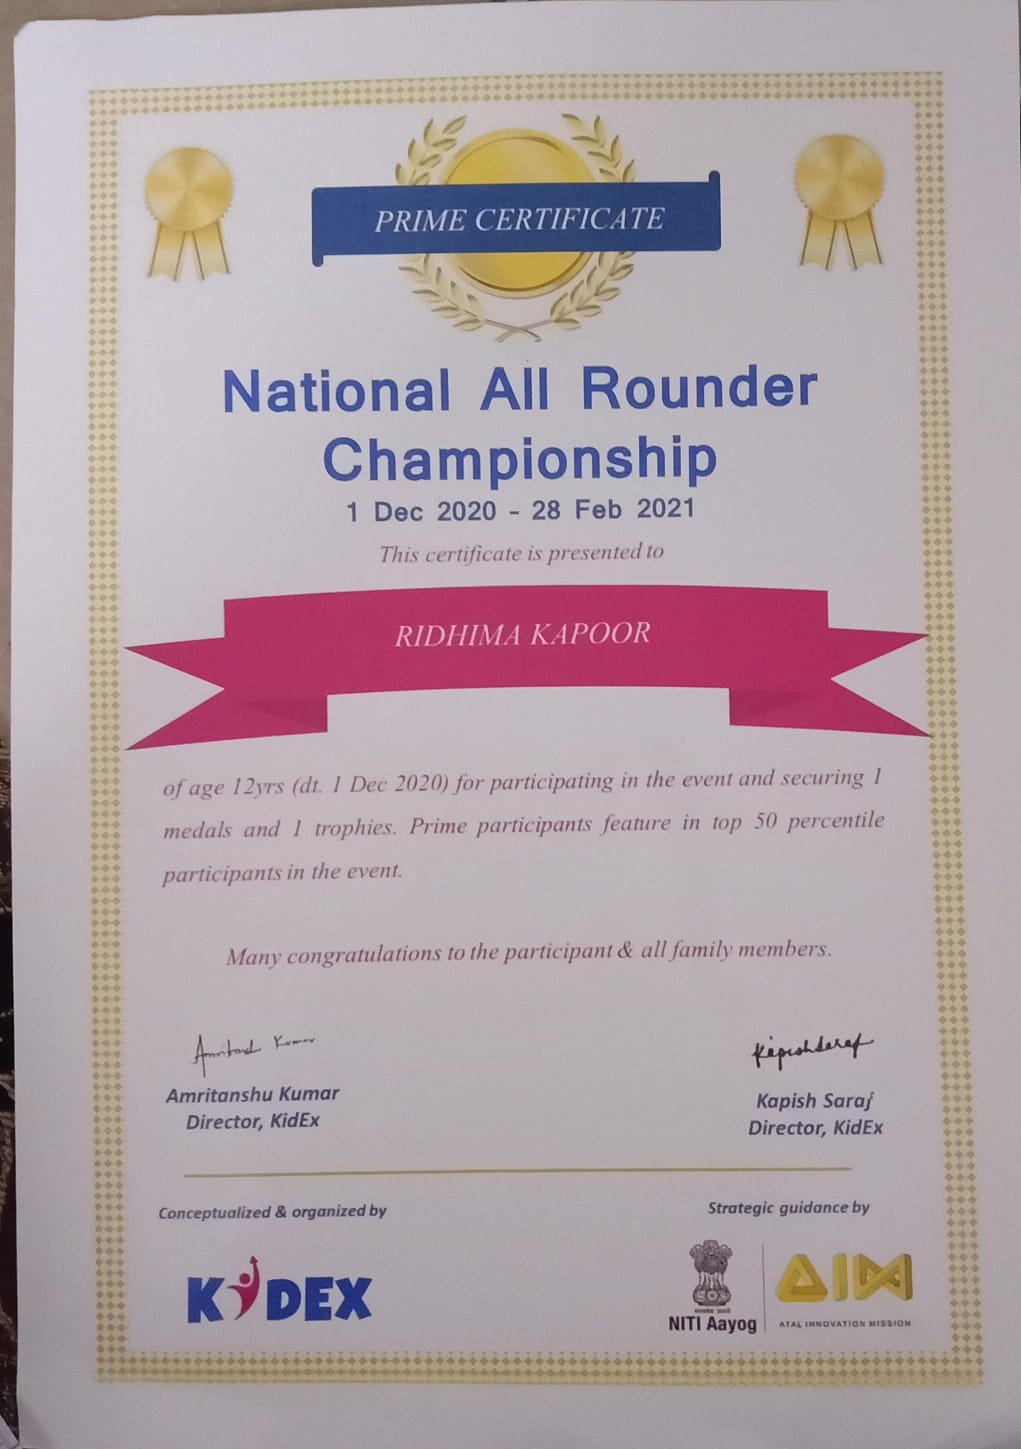 PRIME CERTIFICATE
National All Rounder
Championship
1 Dec 2020 - 28 Feb 2021
This certificate is presented to
RIDHIMA KAPOOR
of age 12yrs (dt. 1 Dec 2020) for participating in the event and securing 1
medals and 1 trophies. Prime participants feature in top 50 percentile
participants in the event.
Many congratulations to the participant & all family members.
Amritanshu Kumar
Kapish Saraf
Amritanshu Kumar
Director, KidEx
Kapish Saraf
Director, KidEx
Conceptualized & organized by
Strategic guidance by
KIDEX
सत्यमेव जयते
NITI Aayog
AIM
ATAL INNOVATION MISSION